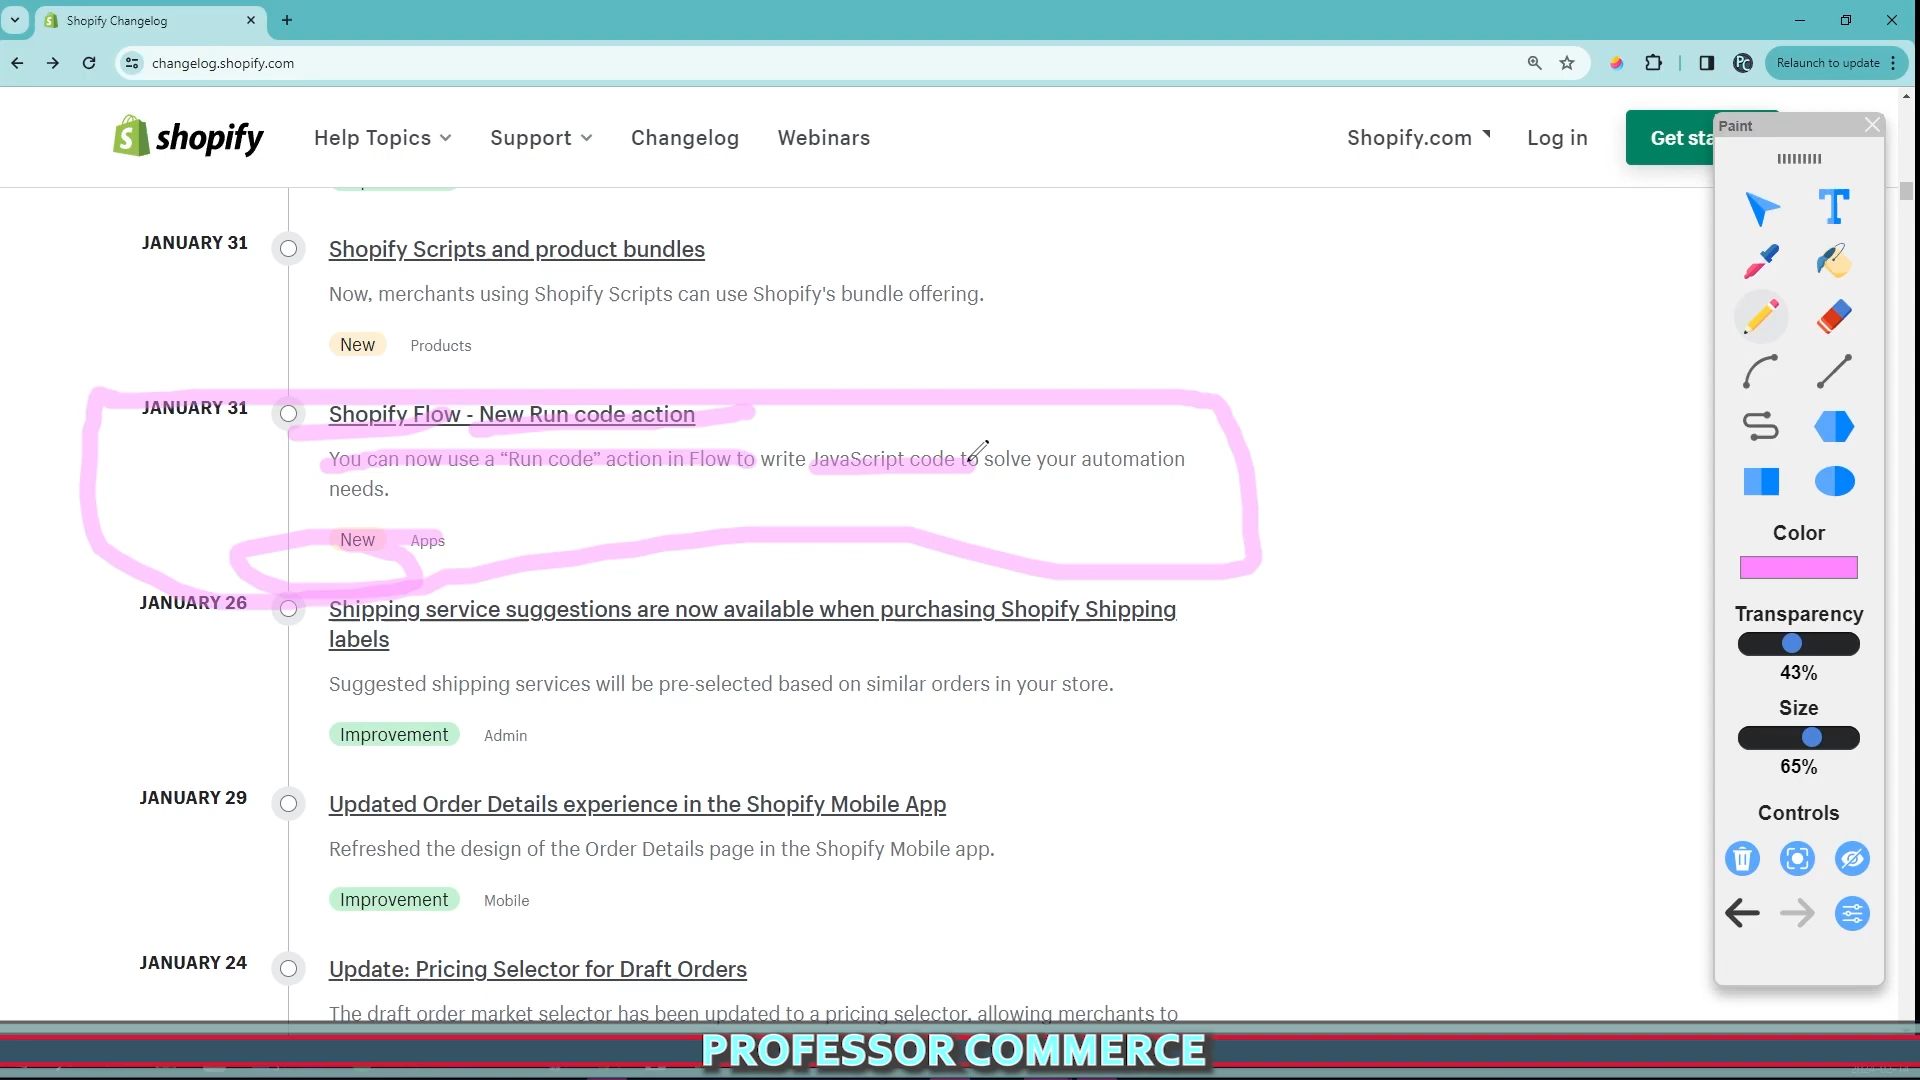 Shopify Changelog
changelog.shopify.com
Relaunch to update
shopify
Help Topics
Support
Changelog
Webinars
Shopify.com
Log in
Get sta
Paint
JANUARY 31
Shopify Scripts and product bundles
Now, merchants using Shopify Scripts can use Shopify's bundle offering.
New Products
JANUARY 31
Shopify Flow - New Run code action
You can now use a “Run code” action in Flow to write JavaScript code to solve your automation
needs.
New Apps
JANUARY 26
Shipping service suggestions are now available when purchasing Shopify Shipping
labels
Suggested shipping services will be pre-selected based on similar orders in your store.
Improvement Admin
JANUARY 29
Updated Order Details experience in the Shopify Mobile App
Refreshed the design of the Order Details page in the Shopify Mobile app.
Improvement Mobile
JANUARY 24
Update: Pricing Selector for Draft Orders
The draft order market selector has been updated to a pricing selector, allowing merchants to
Color
Transparency
43%
Size
65%
Controls
PROFESSOR COMMERCE